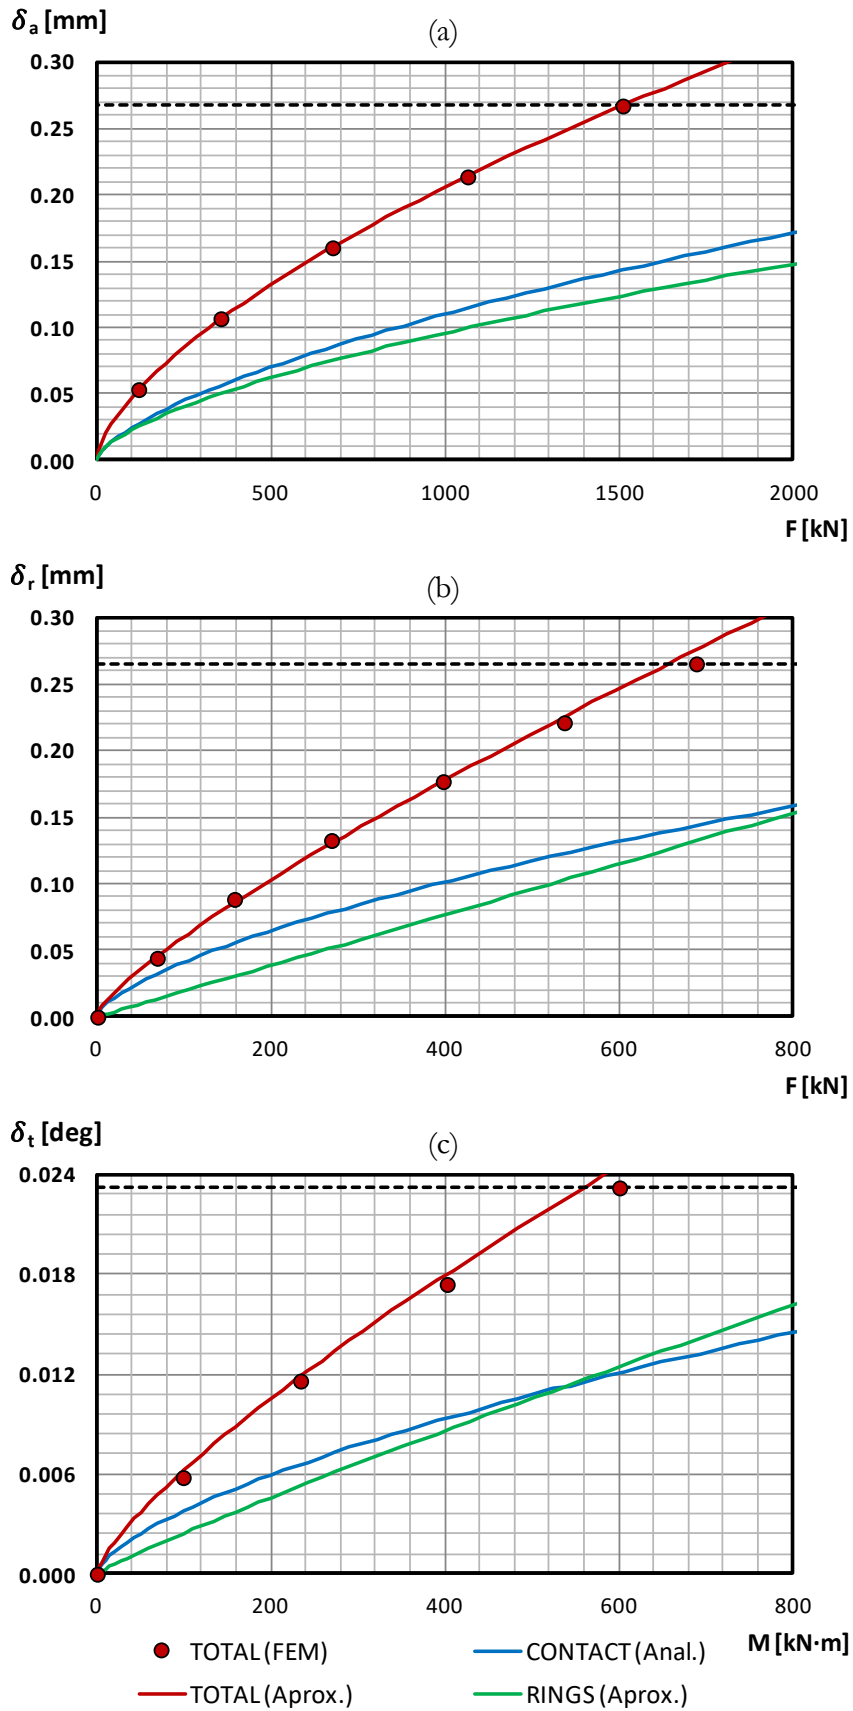 δa [mm]
(a)
0.30
0.25
0.20
0.15
0.10
0.05
0.00
0 500 1000 1500 2000
F [kN]
δr [mm]
(b)
0.30
0.25
0.20
0.15
0.10
0.05
0.00
0 200 400 600 800
F [kN]
δt [deg]
(c)
0.024
0.018
0.012
0.006
0.000
0 200 400 600 800
M [kN·m]
TOTAL (FEM) CONTACT (Anal.)
TOTAL (Aprox.) RINGS (Aprox.)